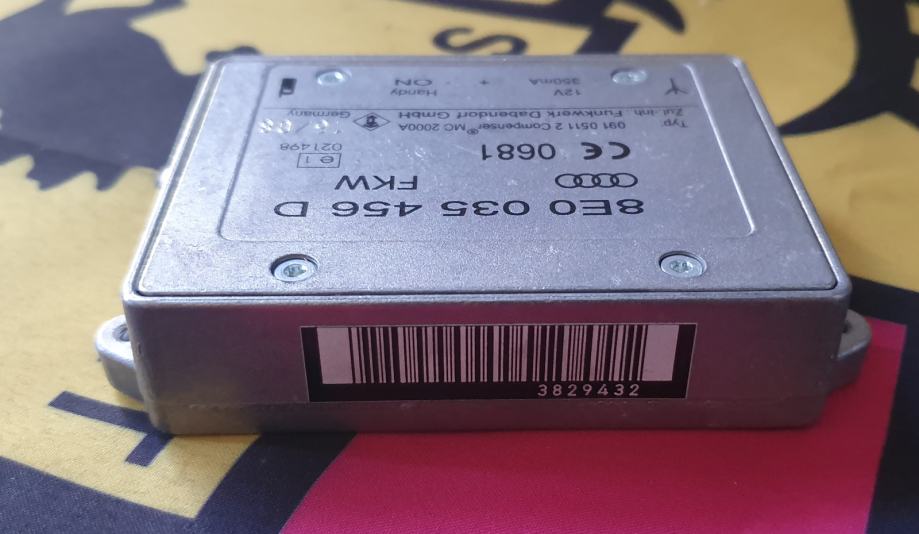 8E0 035 456 D
FKW
CE 0681
e1
021498
Typ 091 0511 2 Compenser® MC 2000A
Zul.-Inh. Funkwerk Dabendorf GmbH
Germany
12V
350mA
+ -
Handy
ON
3829432